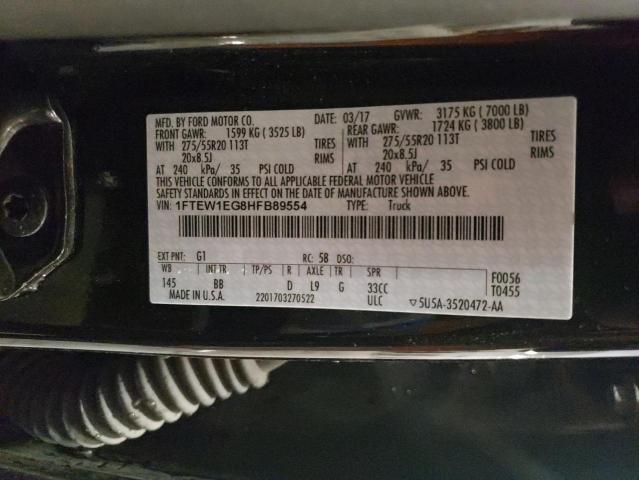 MFD. BY FORD MOTOR CO. 03/17 GVWR: 3175 KG ( 7000 LB)
FRONT GAWR: 1599 KG ( 3525 LB) REAR GAWR: 1724 KG ( 3800 LB)
WITH 275/55R20 113T TIRES WITH 275/55R20 113T TIRES
20x8.5J RIMS 20x8.5J RIMS
AT 240 kPa/ 35 PSI COLD AT 240 kPa/ 35 PSI COLD
THIS VEHICLE CONFORMS TO ALL APPLICABLE FEDERAL MOTOR VEHICLE
SAFETY STANDARDS IN EFFECT ON THE DATE OF MANUFACTURE SHOWN ABOVE.
VIN: 1FTEW1EG8HFB89554 TYPE: Truck
EXT PNT: G1 RC: 5B DSO:
WB INT TR TP/PS R AXLE TR SPR F0056
145 BB D L9 G 33CC T0455
MADE IN U.S.A. 2201703270522 ULC ▽5U5A-3520472-AA